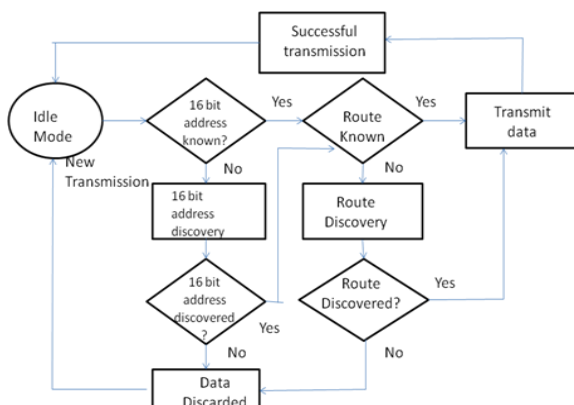 Successful
transmission
Idle
Mode
New
Transmission
16 bit
address
known?
Yes
Route
Known
Yes
Transmit
data
No
No
16 bit
address
discovery
Route
Discovery
16 bit
address
discovered
?
Yes
Route
Discovered?
Yes
No
No
Data
Discarded